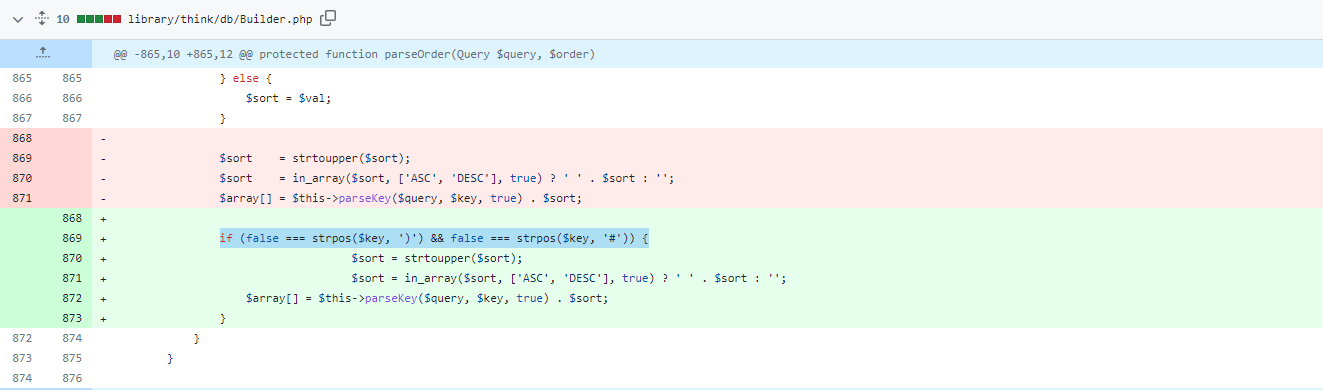 10 library/think/db/Builder.php
@@ -865,10 +865,12 @@ protected function parseOrder(Query $query, $order)
865 865 } else {
866 866 $sort = $val;
867 867 }
868 -
869 - $sort    = strtoupper($sort);
870 - $sort    = in_array($sort, ['ASC', 'DESC'], true) ? ' ' . $sort : '';
871 - $array[] = $this->parseKey($query, $key, true) . $sort;
868 +
869 + if (false === strpos($key, ')') && false === strpos($key, '#')) {
870 + $sort = strtoupper($sort);
871 + $sort = in_array($sort, ['ASC', 'DESC'], true) ? ' ' . $sort : '';
872 + $array[] = $this->parseKey($query, $key, true) . $sort;
873 + }
872 874 }
873 875 }
874 876